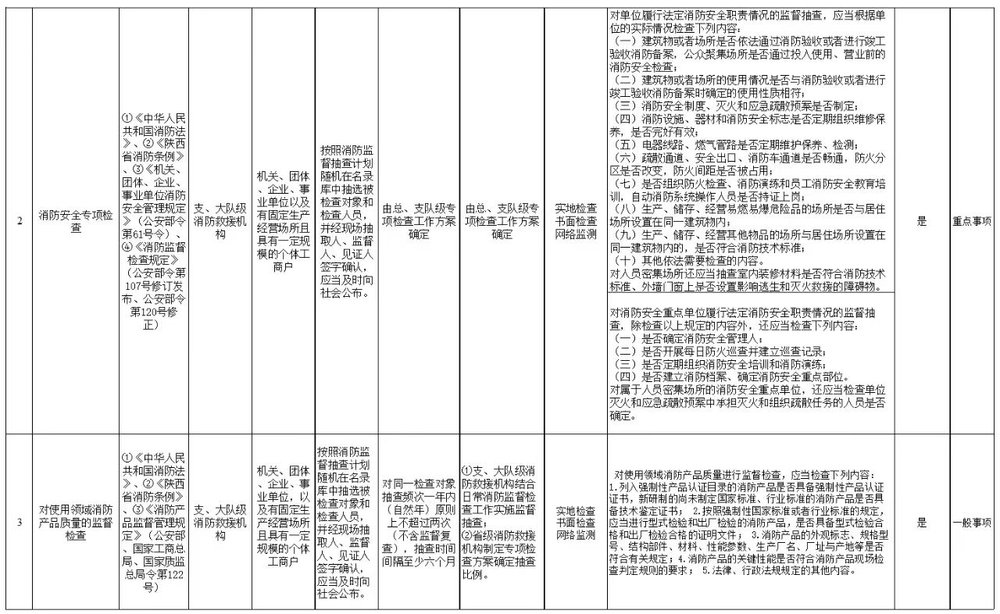 2
消防安全专项检
查
①《中华人民
共和国消防法
》、②《陕西
省消防条例》
、③《机关、
团体、企业、
事业单位消防
安全管理规定
》（公安部令
第61号令）、
④《消防监督
检查规定》
（公安部令第
107号修订发
布、公安部令
第120号修
正）
支、大队级
消防救援机
构
机关、团体
、企业、事
业单位以及
有固定生产
经营场所且
具有一定规
模的个体工
商户
按照消防监
督抽查计划
随机在名录
库中抽选被
检查对象和
检查人员，
并经现场抽
取人、监督
人、见证人
签字确认，
应当及时向
社会公布。
由总、支队级专
项检查工作方案
确定
由总、支队级专
项检查工作方案
确定
实地检查
书面检查
网络监测
对单位履行法定消防安全职责情况的监督抽查，应当根据单
位的实际情况检查下列内容：
（一）建筑物或者场所是否依法通过消防验收或者进行竣工
验收消防备案，公众聚集场所是否通过投入使用、营业前的
消防安全检查；
（二）建筑物或者场所的使用情况是否与消防验收或者进行
竣工验收消防备案时确定的使用性质相符；
（三）消防安全制度、灭火和应急疏散预案是否制定；
（四）消防设施、器材和消防安全标志是否定期组织维修保
养，是否完好有效；
（五）电器线路、燃气管路是否定期维护保养、检测；
（六）疏散通道、安全出口、消防车通道是否畅通，防火分
区是否改变，防火间距是否被占用；
（七）是否组织防火检查、消防演练和员工消防安全教育培
训，自动消防系统操作人员是否持证上岗；
（八）生产、储存、经营易燃易爆危险品的场所是否与居住
场所设置在同一建筑物内；
（九）生产、储存、经营其他物品的场所与居住场所设置在
同一建筑物内的，是否符合消防技术标准；
（十）其他依法需要检查的内容。
对人员密集场所还应当抽查室内装修材料是否符合消防技术
标准、外墙门窗上是否设置影响逃生和灭火救援的障碍物。
对消防安全重点单位履行法定消防安全职责情况的监督抽
查，除检查以上规定的内容外，还应当检查下列内容：
（一）是否确定消防安全管理人；
（二）是否开展每日防火巡查并建立巡查记录；
（三）是否定期组织消防安全培训和消防演练；
（四）是否建立消防档案、确定消防安全重点部位。
对属于人员密集场所的消防安全重点单位，还应当检查单位
灭火和应急疏散预案中承担灭火和组织疏散任务的人员是否
确定。
是
重点事项
3
对使用领域消防
产品质量的监督
检查
①《中华人民
共和国消防法
》、②《陕西
省消防条例》
、③《消防产
品监督管理规
定》（公安部
、国家工商总
局、国家质监
总局令第122
号）
支、大队级
消防救援机
构
机关、团体
、企业、事
业单位，以
及有固定生
产经营场所
且具有一定
规模的个体
工商户
按照消防监
督抽查计划
随机在名录
库中抽选被
检查对象和
检查人员，
并经现场抽
取人、监督
人、见证人
签字确认，
应当及时向
社会公布。
对同一检查对象
抽查频次一年内
（自然年）原则
上不超过两次
（不含监督复
查），抽查时间
间隔至少六个月
①支、大队级消
防救援机构结合
日常消防监督检
查工作实施监督
抽查；
②省级消防救援
机构制定专项检
查方案确定抽查
比例。
实地检查
书面检查
网络监测
对使用领域消防产品质量进行监督检查，应当检查下列内容：
1.列入强制性产品认证目录的消防产品是否具备强制性产品认证
证书，新研制的尚未制定国家标准、行业标准的消防产品是否具
备技术鉴定证书； 2.按照强制性国家标准或者行业标准的规定，
应当进行型式检验和出厂检验的消防产品，是否具备型式检验合
格和出厂检验合格的证明文件； 3.消防产品的外观标志、规格型
号、结构部件、材料、性能参数、生产厂名、厂址与产地等是否
符合有关规定；4.消防产品的关键性能是否符合消防产品现场检
查判定规则的要求； 5.法律、行政法规规定的其他内容。
是
一般事项